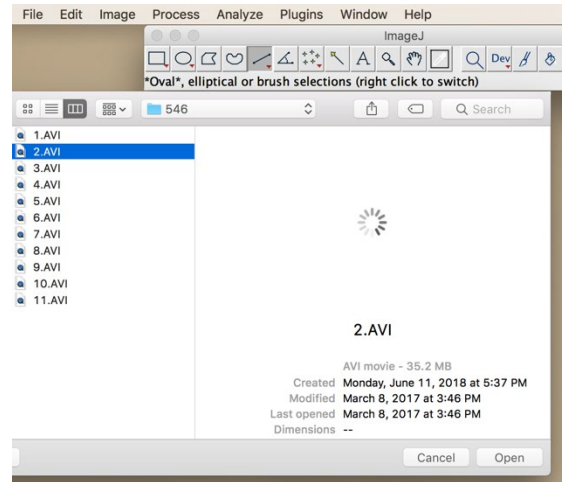 File Edit Image Process Analyze Plugins Window Help
ImageJ
A Dev
*Oval*, elliptical or brush selections (right click to switch)
546 Search
1.AVI
2.AVI
3.AVI
4.AVI
5.AVI
6.AVI
7.AVI
8.AVI
9.AVI
10.AVI
11.AVI
2.AVI
AVI movie - 35.2 MB
Created Monday, June 11, 2018 at 5:37 PM
Modified March 8, 2017 at 3:46 PM
Last opened March 8, 2017 at 3:46 PM
Dimensions --
Cancel Open